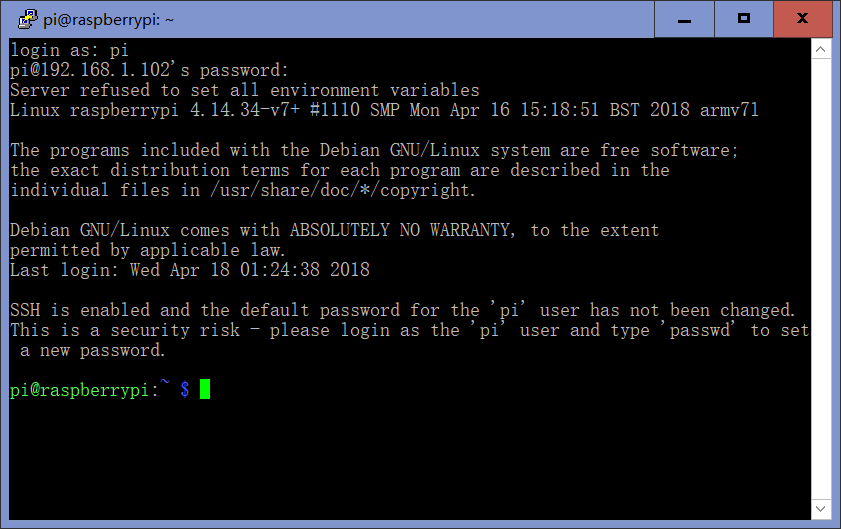 pi@raspberrypi: ~
login as: pi
pi@192.168.1.102's password:
Server refused to set all environment variables
Linux raspberrypi 4.14.34-v7+ #1110 SMP Mon Apr 16 15:18:51 BST 2018 armv7l
The programs included with the Debian GNU/Linux system are free software;
the exact distribution terms for each program are described in the
individual files in /usr/share/doc/*/copyright.
Debian GNU/Linux comes with ABSOLUTELY NO WARRANTY, to the extent
permitted by applicable law.
Last login: Wed Apr 18 01:24:38 2018
SSH is enabled and the default password for the 'pi' user has not been changed.
This is a security risk - please login as the 'pi' user and type 'passwd' to set
a new password.
pi@raspberrypi:~ $